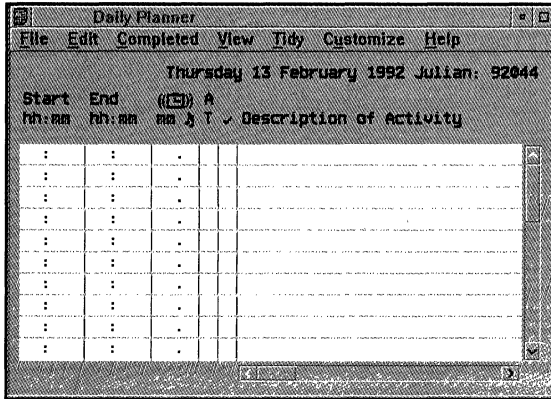 Daily Planner
File Edit Completed View Tidy Customize Help
Thursday 13 February 1992 Julian: 92044
Start End A
hh:mm hh:mm mm ♪ T ✓ Description of Activity
: : .
: : .
: : .
: : .
: : .
: : .
: : .
: : .
: : .
: : .